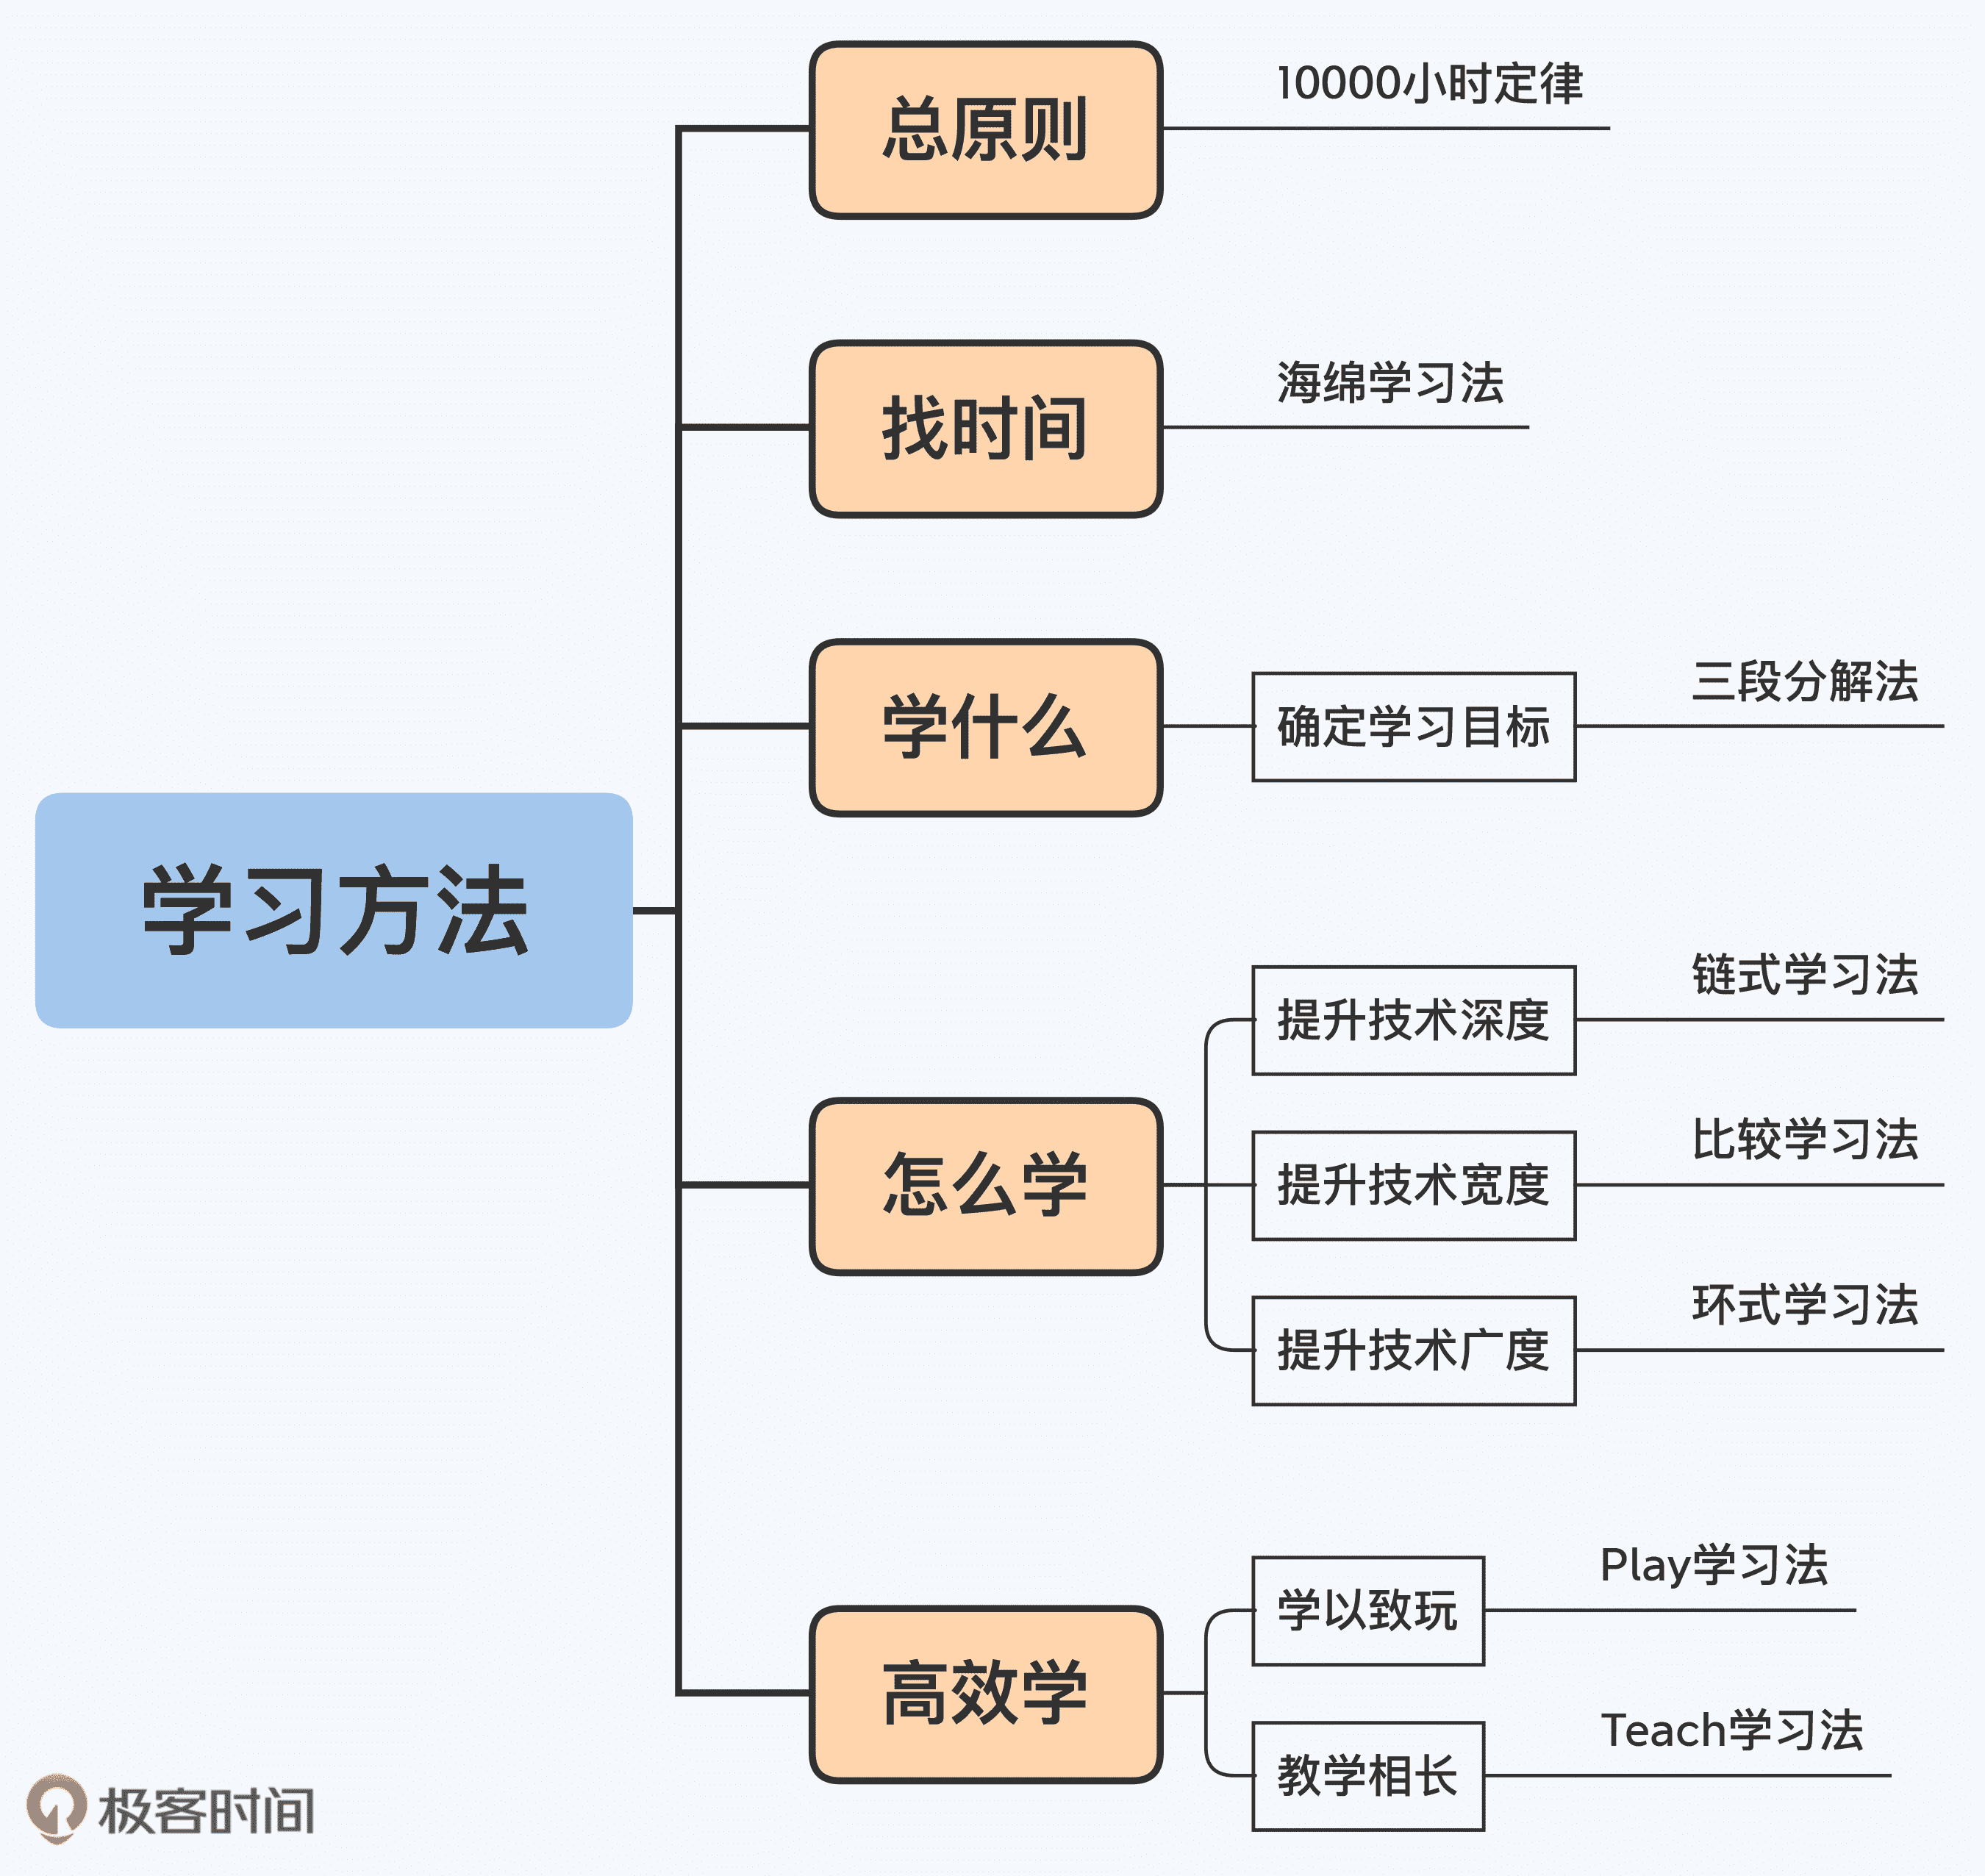 总原则
10000小时定律
找时间
海绵学习法
学什么
确定学习目标
三段分解法
学习方法
怎么学
提升技术深度
链式学习法
提升技术宽度
比较学习法
提升技术广度
环式学习法
高效学
学以致玩
Play学习法
教学相长
Teach学习法
极客时间